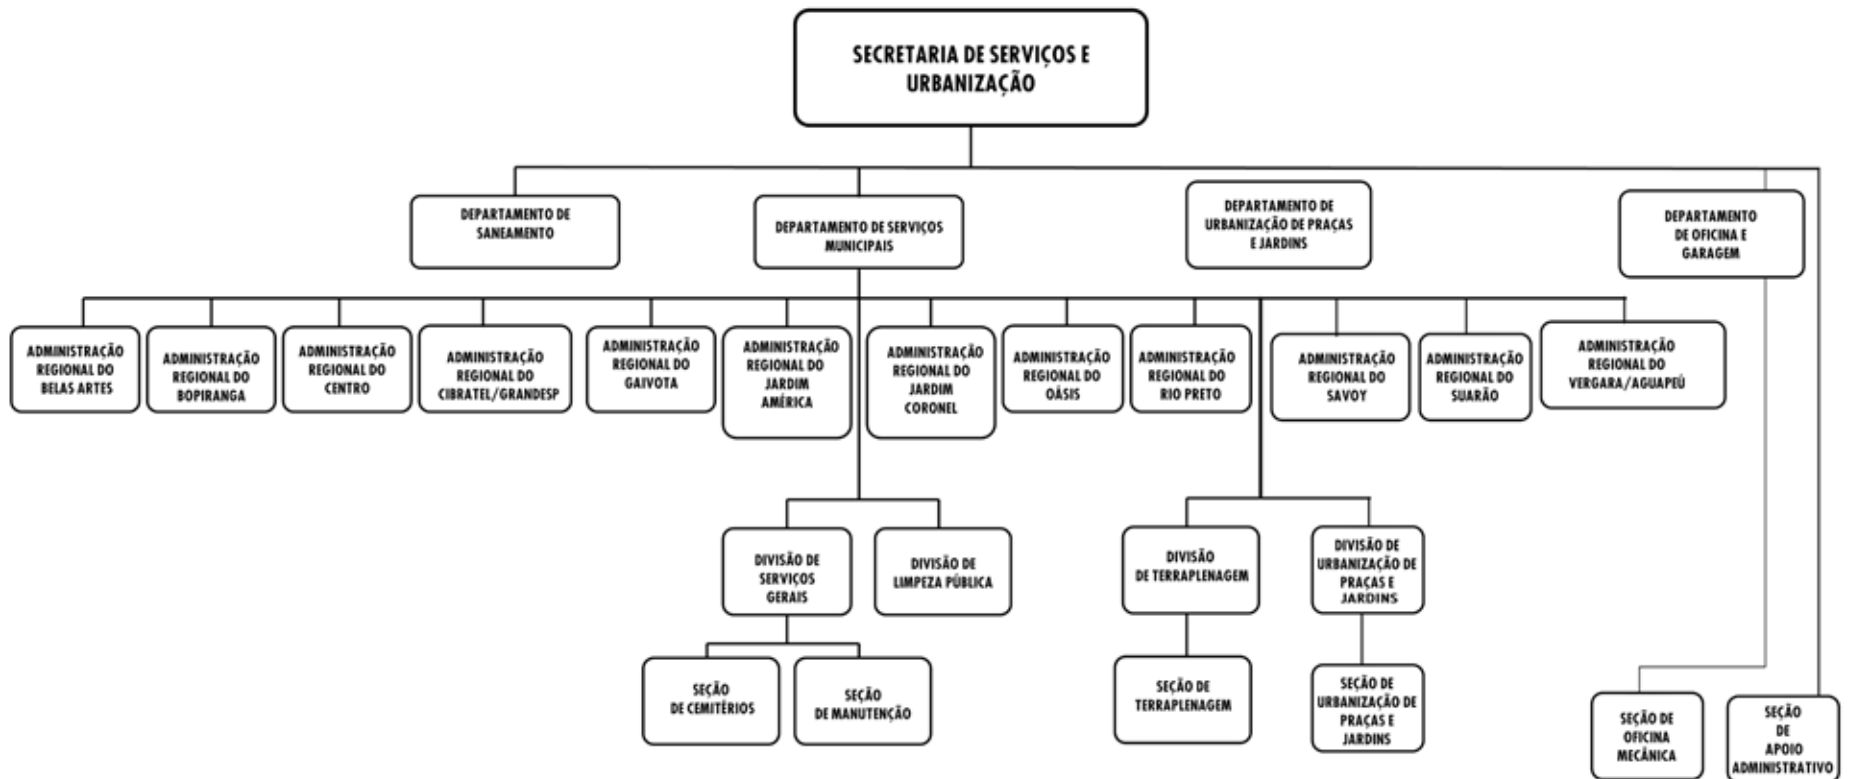 SECRETARIA DE SERVIÇOS E
URBANIZAÇÃO
DEPARTAMENTO DE
SANEAMENTO
DEPARTAMENTO DE SERVIÇOS
MUNICIPAIS
DEPARTAMENTO DE
URBANIZAÇÃO DE PRAÇAS
E JARDINS
DEPARTAMENTO
DE OFICINA E
GARAGEM
ADMINISTRAÇÃO
REGIONAL DO
BELAS ARTES
ADMINISTRAÇÃO
REGIONAL DO
BOPIRANGA
ADMINISTRAÇÃO
REGIONAL DO
CENTRO
ADMINISTRAÇÃO
REGIONAL DO
CIBRATEL/GRANDESP
ADMINISTRAÇÃO
REGIONAL DO
GAIVOTA
ADMINISTRAÇÃO
REGIONAL DO
JARDIM
AMÉRICA
ADMINISTRAÇÃO
REGIONAL DO
JARDIM
CORONEL
ADMINISTRAÇÃO
REGIONAL DO
OÁSIS
ADMINISTRAÇÃO
REGIONAL DO
RIO PRETO
ADMINISTRAÇÃO
REGIONAL DO
SAVOY
ADMINISTRAÇÃO
REGIONAL DO
SUARÃO
ADMINISTRAÇÃO
REGIONAL DO
VERGARA/AGUAPEÚ
DIVISÃO DE
SERVIÇOS
GERAIS
DIVISÃO DE
LIMPEZA PÚBLICA
DIVISÃO
DE TERRAPLENAGEM
DIVISÃO DE
URBANIZAÇÃO DE
PRAÇAS E
JARDINS
SEÇÃO
DE CEMITÉRIOS
SEÇÃO
DE MANUTENÇÃO
SEÇÃO DE
TERRAPLENAGEM
SEÇÃO DE
URBANIZAÇÃO DE
PRAÇAS E
JARDINS
SEÇÃO DE
OFICINA
MECÂNICA
SEÇÃO
DE
APOIO
ADMINISTRATIVO